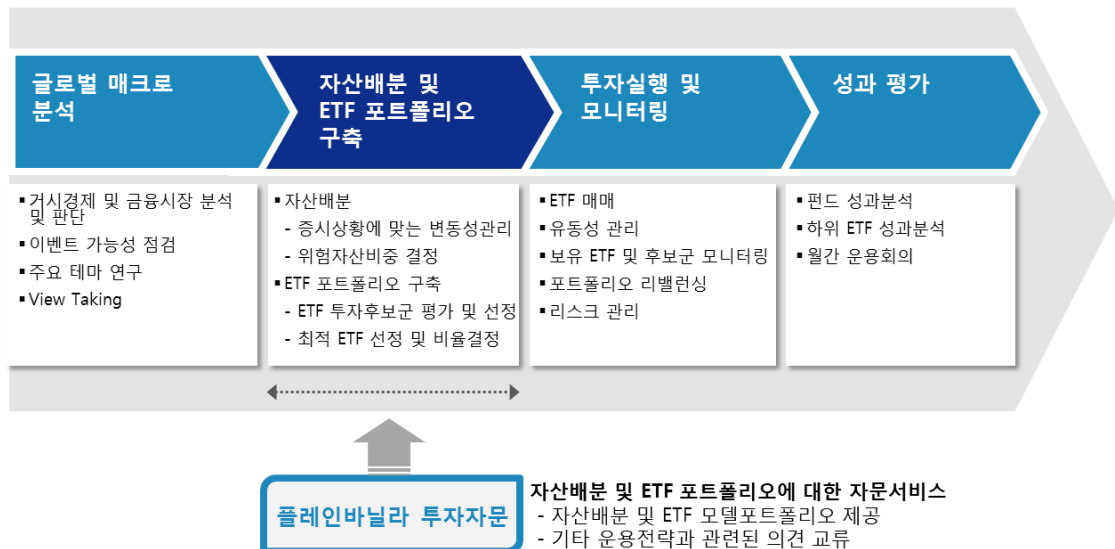 글로벌 매크로
분석
자산배분 및
ETF 포트폴리오
구축
투자실행 및
모니터링
성과 평가
▪거시경제 및 금융시장 분석
및 판단
▪이벤트 가능성 점검
▪주요 테마 연구
▪View Taking
▪자산배분
- 증시상황에 맞는 변동성관리
- 위험자산비중 결정
▪ETF 포트폴리오 구축
- ETF 투자후보군 평가 및 선정
- 최적 ETF 선정 및 비율결정
▪ETF 매매
▪유동성 관리
▪보유 ETF 및 후보군 모니터링
▪포트폴리오 리밸런싱
▪리스크 관리
▪펀드 성과분석
▪하위 ETF 성과분석
▪월간 운용회의
플레인바닐라 투자자문
자산배분 및 ETF 포트폴리오에 대한 자문서비스
- 자산배분 및 ETF 모델포트폴리오 제공
- 기타 운용전략과 관련된 의견 교류